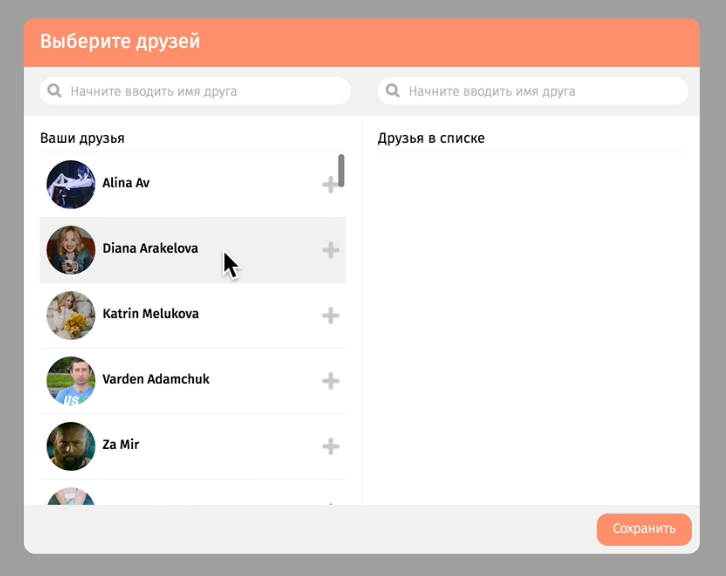 Выберите друзей
Начните вводить имя друга
Начните вводить имя друга
Ваши друзья
Друзья в списке
Alina Av
Diana Arakelova
Katrin Melukova
Varden Adamchuk
US
Za Mir
Сохранить